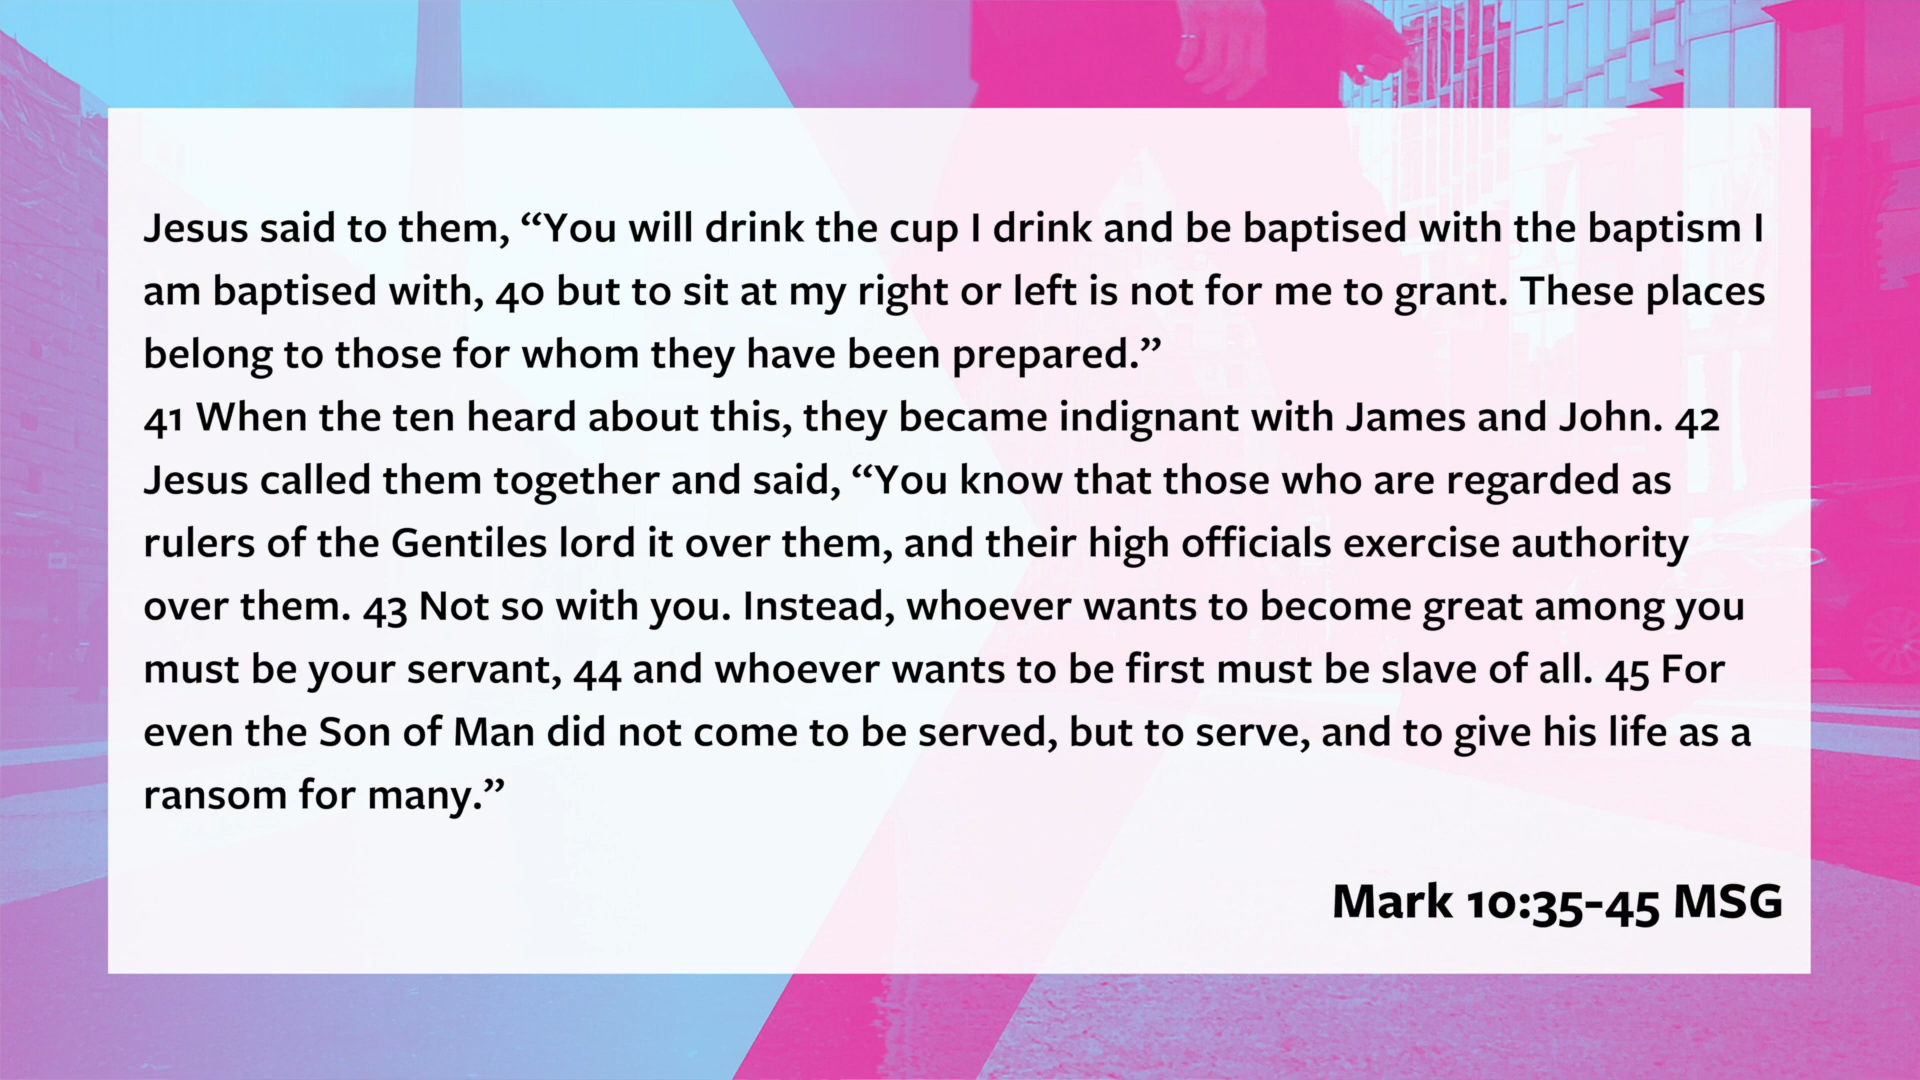 Jesus said to them, “You will drink the cup I drink and be baptised with the baptism I
am baptised with, 40 but to sit at my right or left is not for me to grant. These places
belong to those for whom they have been prepared.”
41 When the ten heard about this, they became indignant with James and John. 42
Jesus called them together and said, “You know that those who are regarded as
rulers of the Gentiles lord it over them, and their high officials exercise authority
over them. 43 Not so with you. Instead, whoever wants to become great among you
must be your servant, 44 and whoever wants to be first must be slave of all. 45 For
even the Son of Man did not come to be served, but to serve, and to give his life as a
ransom for many.”
Mark 10:35-45 MSG